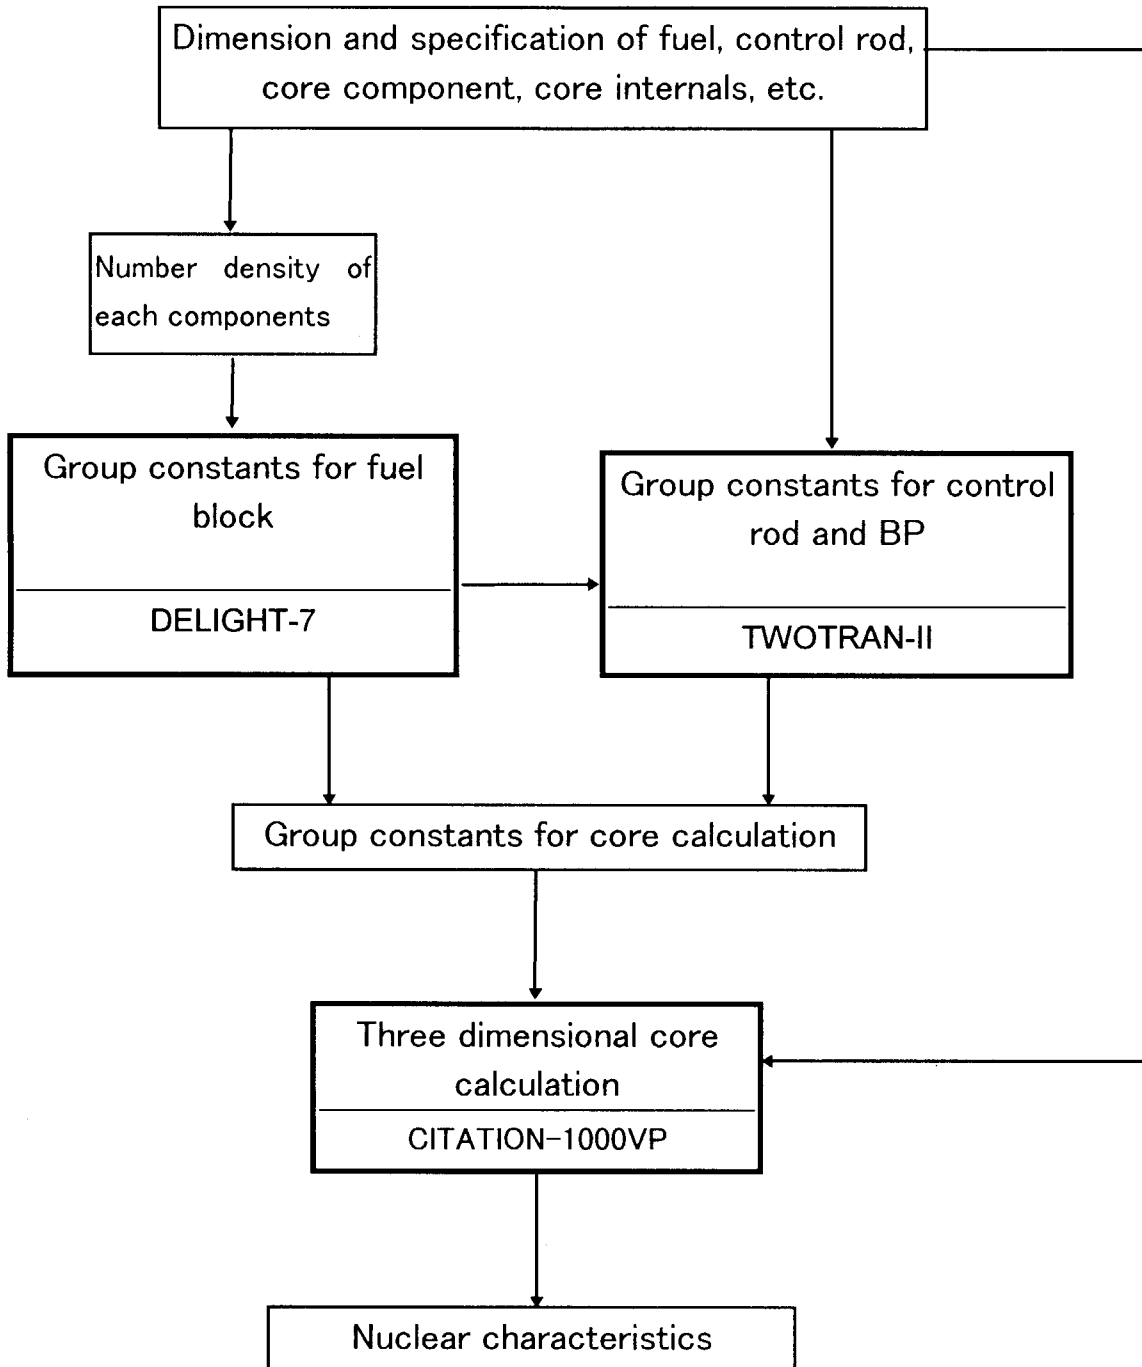 Dimension and specification of fuel, control rod,
core component, core internals, etc.
Number density of
each components
Group constants for fuel
block
DELIGHT-7
Group constants for control
rod and BP
TWOTRAN-II
Group constants for core calculation
Three dimensional core
calculation
CITATION-1000VP
Nuclear characteristics